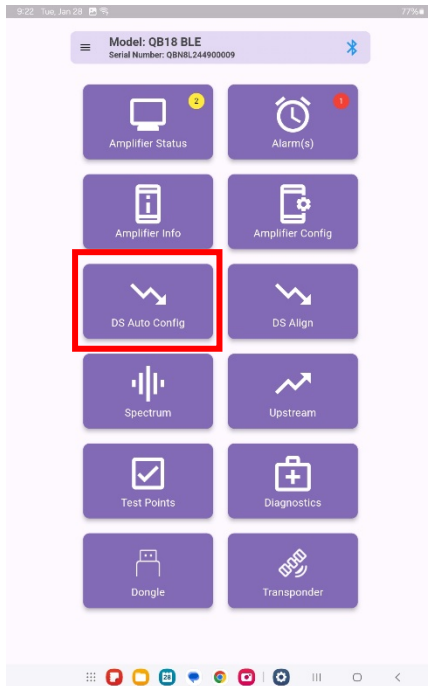 9:22 Tue, Jan 28
77%
Model: QB18 BLE
Serial Number: QBN8L244900009
2
1
Amplifier Status
Alarm(s)
Amplifier Info
Amplifier Config
DS Auto Config
DS Align
Spectrum
Upstream
Test Points
Diagnostics
Dongle
Transponder
28